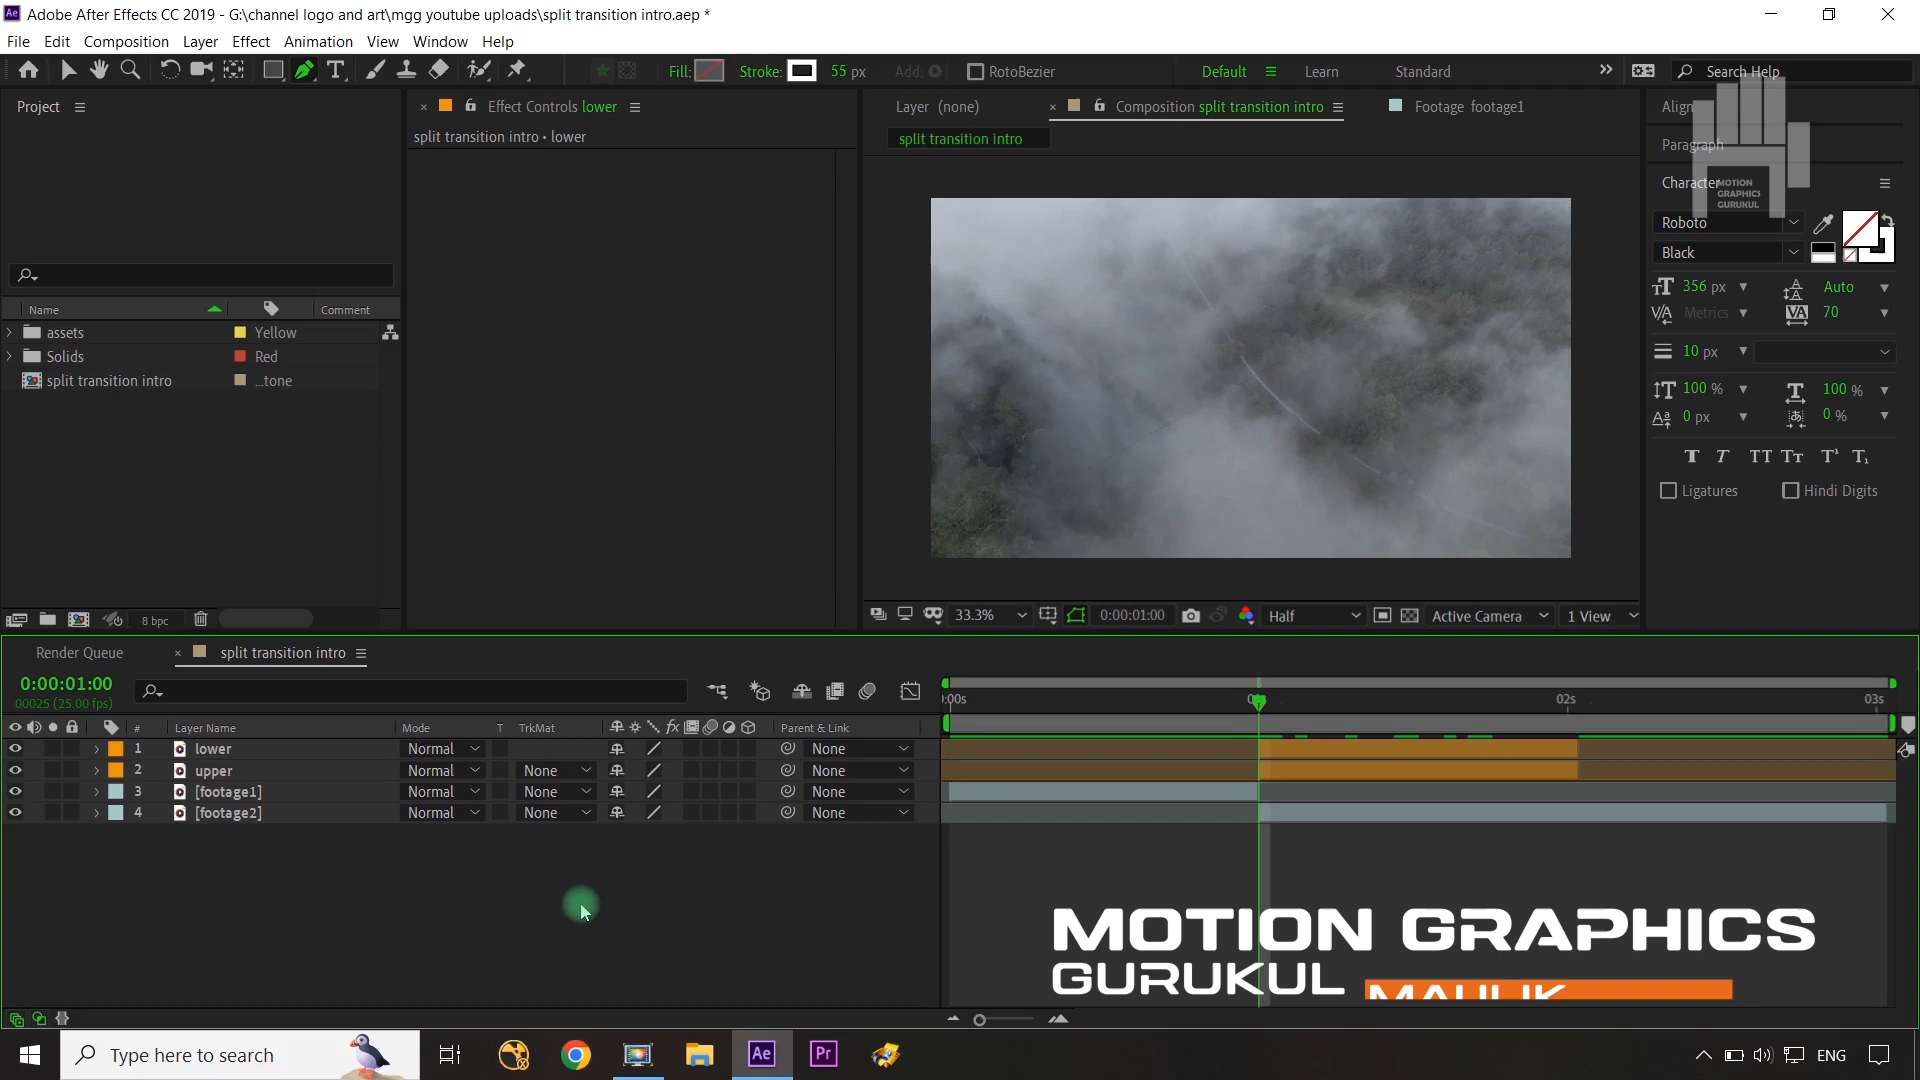 Adobe After Effects CC 2019 - G:\channel logo and art\mgg youtube uploads\split transition intro.aep *
File Edit Composition Layer Effect Animation View Window Help
Fill: Stroke: 55 px Add: RotoBezier Default Learn Standard Search Help
Project
Effect Controls lower
split transition intro • lower
Layer (none)
Composition split transition intro
Footage footage1
split transition intro
Align
Paragraph
Character
MOTION
GRAPHICS
GURUKUL
Roboto
Black
356 px
Auto
Metrics
70
10 px
100 %
100 %
0 px
0 %
Ligatures
Hindi Digits
Name Comment
assets Yellow
Solids Red
split transition intro ...tone
8 bpc
33.3% 0:00:01:00 Half Active Camera 1 View
Render Queue
split transition intro
0:00:01:00
00025 (25.00 fps)
:00s 02s 03s
# Layer Name Mode T TrkMat Parent & Link
1 lower Normal None
2 upper Normal None None
3 [footage1] Normal None None
4 [footage2] Normal None None
MOTION GRAPHICS
GURUKUL
Type here to search
Ae
Pr
ENG